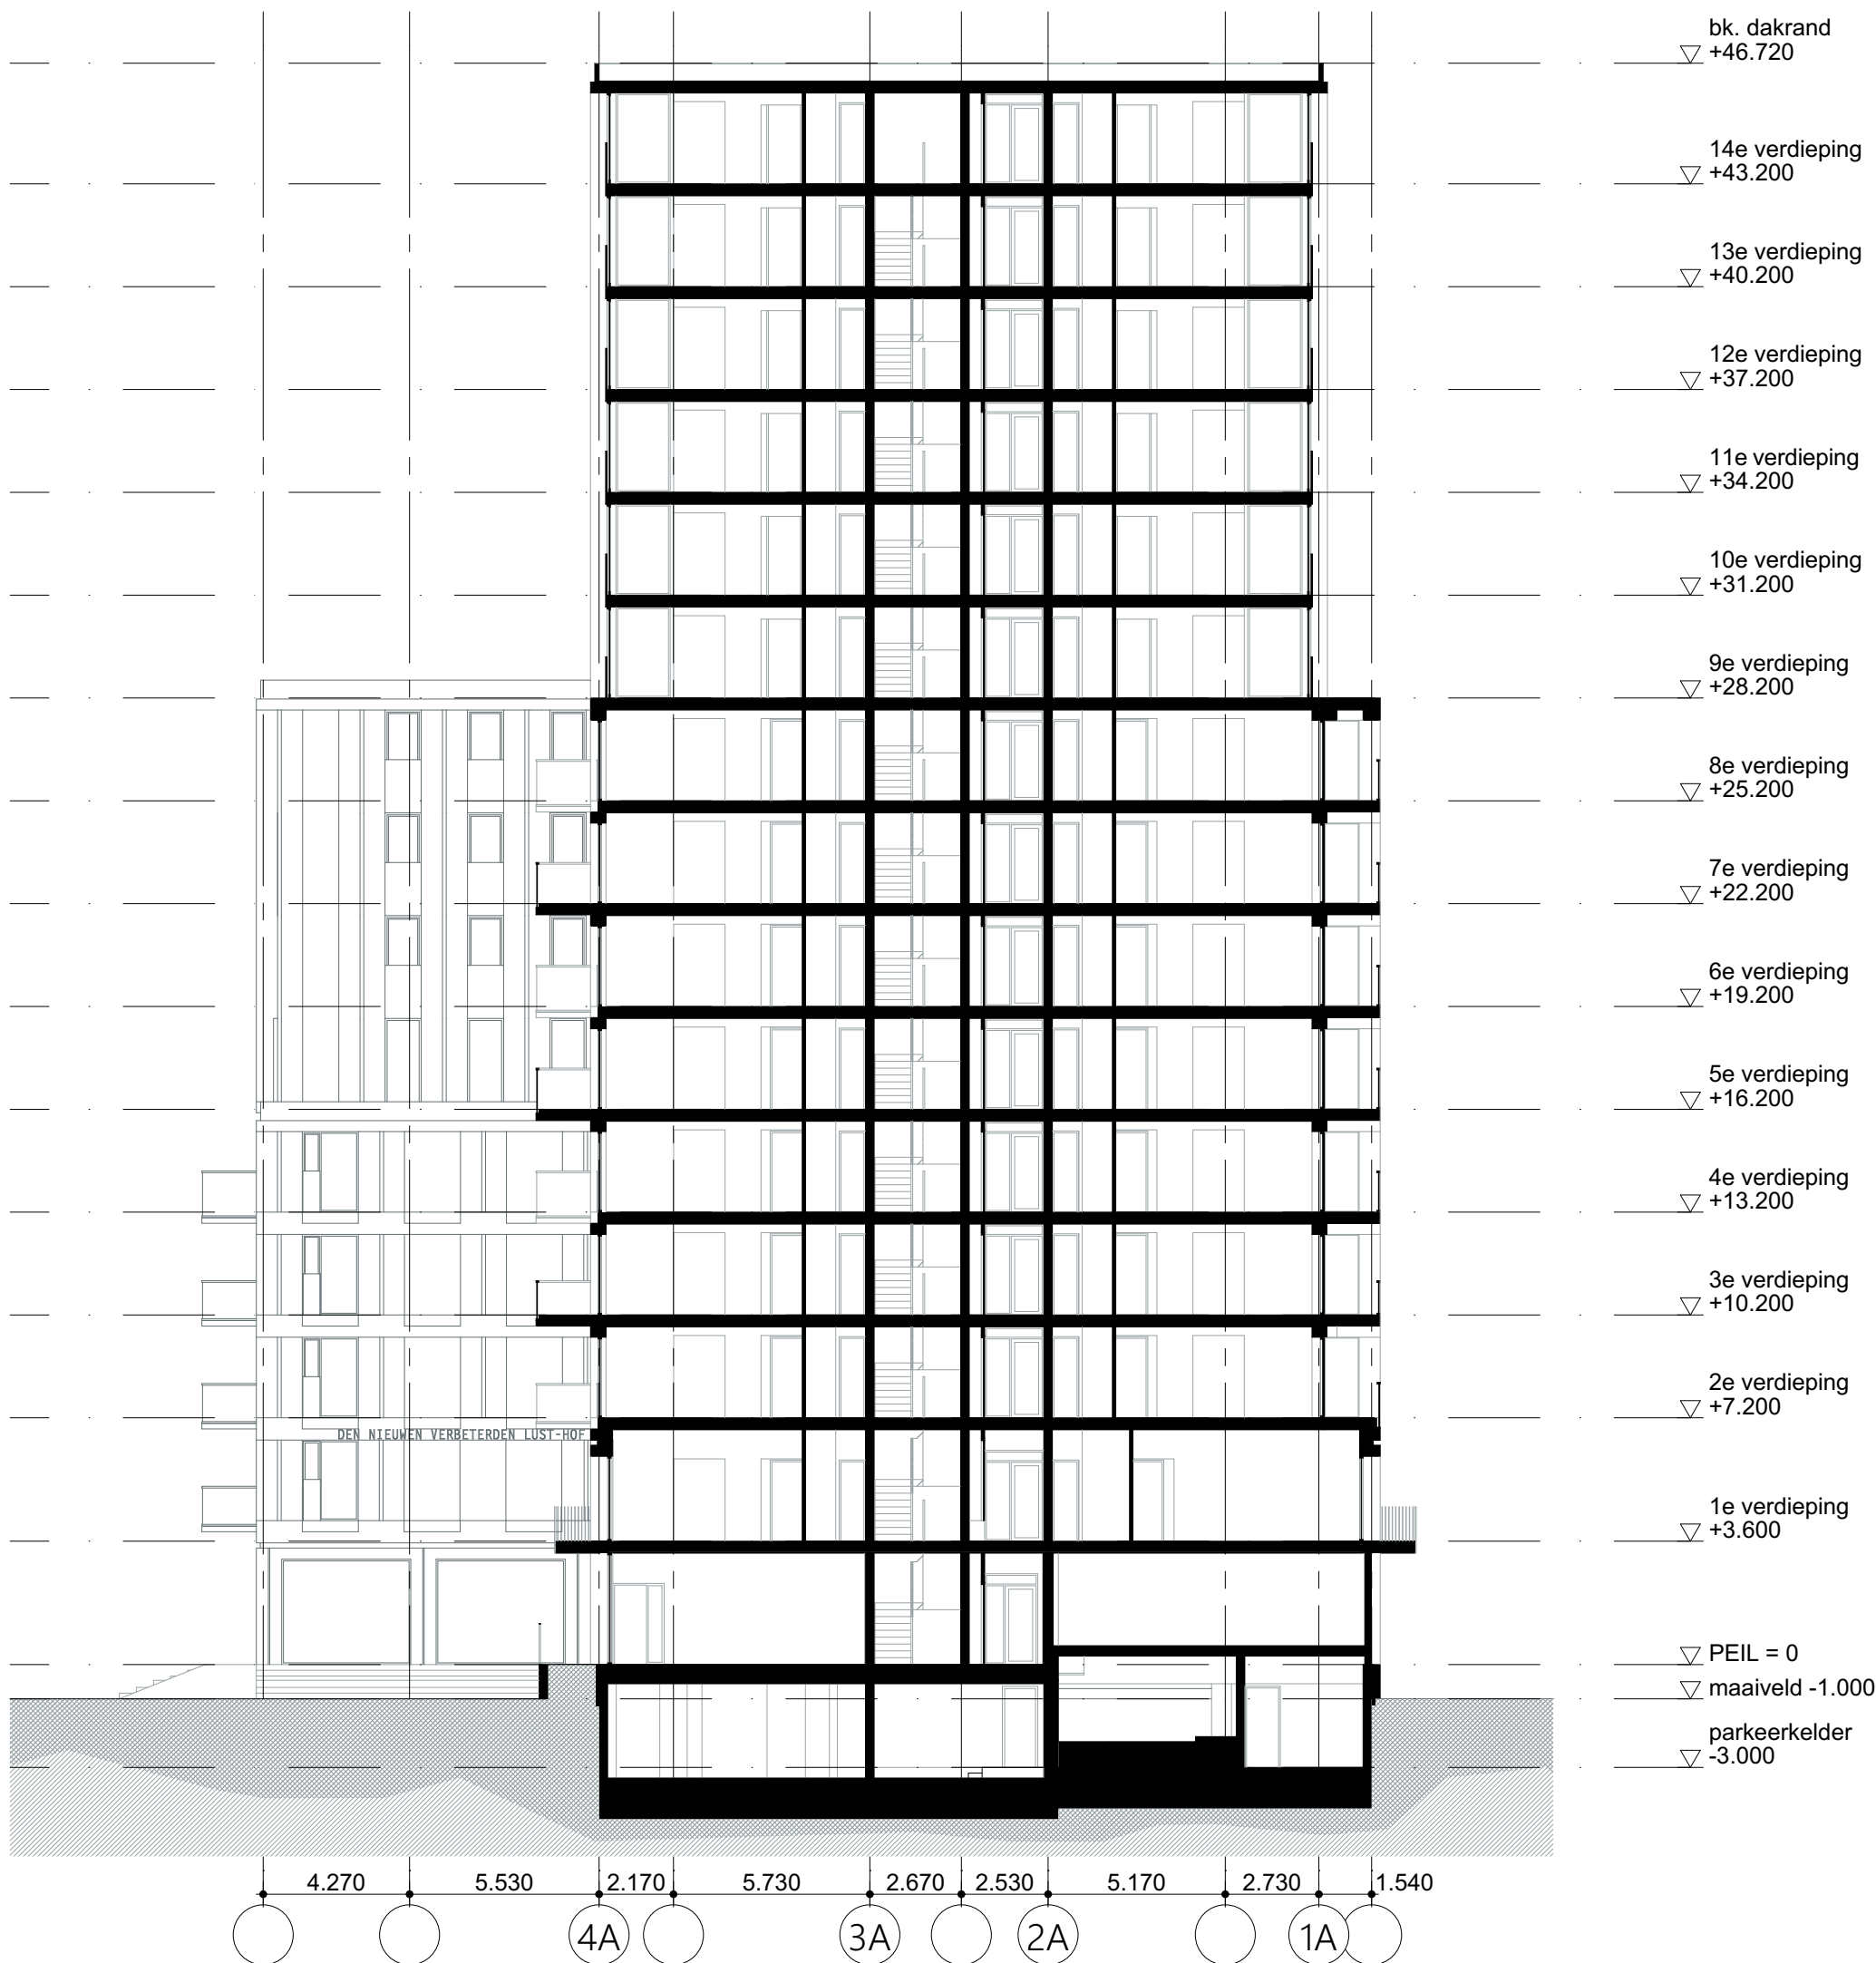 bk. dakrand
+46.720
14e verdieping
+43.200
13e verdieping
+40.200
12e verdieping
+37.200
11e verdieping
+34.200
10e verdieping
+31.200
9e verdieping
+28.200
8e verdieping
+25.200
7e verdieping
+22.200
6e verdieping
+19.200
5e verdieping
+16.200
4e verdieping
+13.200
3e verdieping
+10.200
2e verdieping
+7.200
DEN NIEUWEN VERBETERDEN LUST-HOF
1e verdieping
+3.600
PEIL = 0
maaiveld -1.000
parkeerkelder
-3.000
4.270 5.530 2.170 5.730 2.670 2.530 5.170 2.730 1.540
4A 3A 2A 1A